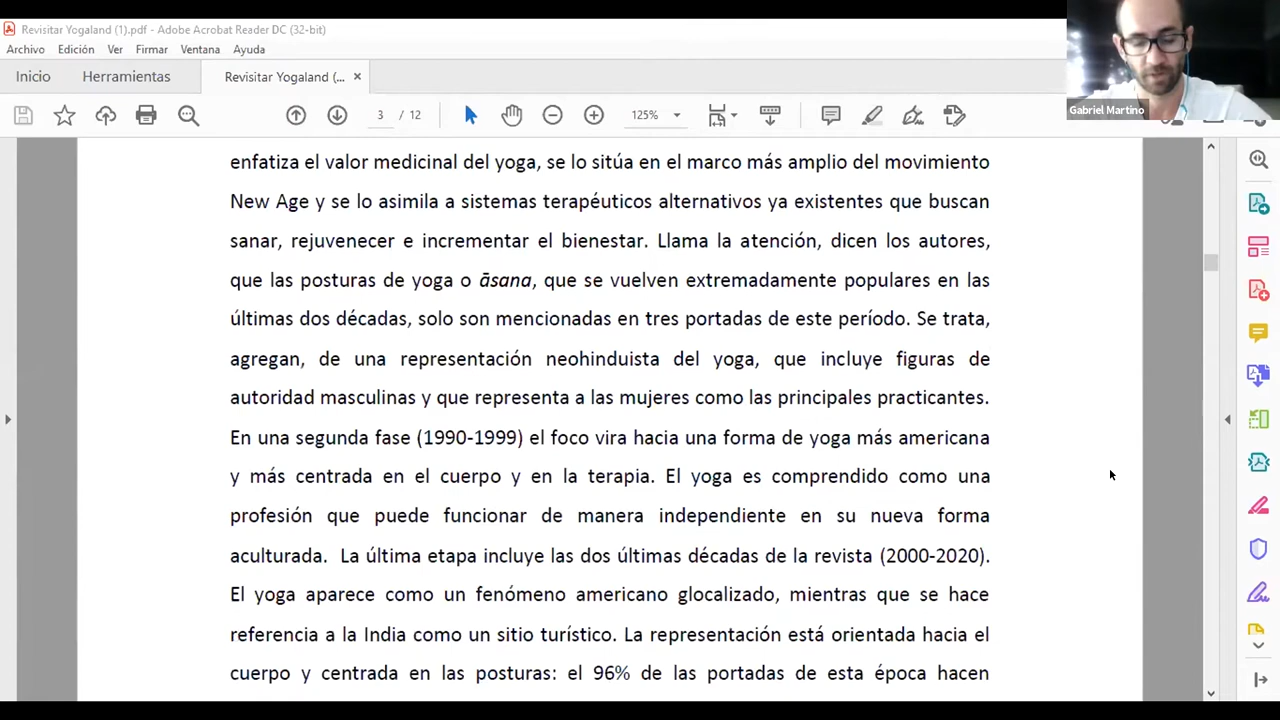 Revisitar Yogaland (1).pdf - Adobe Acrobat Reader DC (32-bit)
Archivo Edición Ver Firmar Ventana Ayuda
Inicio Herramientas Revisitar Yogaland (... ×
3 / 12 125%
Gabriel Martino
enfatiza el valor medicinal del yoga, se lo sitúa en el marco más amplio del movimiento
New Age y se lo asimila a sistemas terapéuticos alternativos ya existentes que buscan
sanar, rejuvenecer e incrementar el bienestar. Llama la atención, dicen los autores,
que las posturas de yoga o āsana, que se vuelven extremadamente populares en las
últimas dos décadas, solo son mencionadas en tres portadas de este período. Se trata,
agregan, de una representación neohinduista del yoga, que incluye figuras de
autoridad masculinas y que representa a las mujeres como las principales practicantes.
En una segunda fase (1990-1999) el foco vira hacia una forma de yoga más americana
y más centrada en el cuerpo y en la terapia. El yoga es comprendido como una
profesión que puede funcionar de manera independiente en su nueva forma
aculturada. La última etapa incluye las dos últimas décadas de la revista (2000-2020).
El yoga aparece como un fenómeno americano glocalizado, mientras que se hace
referencia a la India como un sitio turístico. La representación está orientada hacia el
cuerpo y centrada en las posturas: el 96% de las portadas de esta época hacen